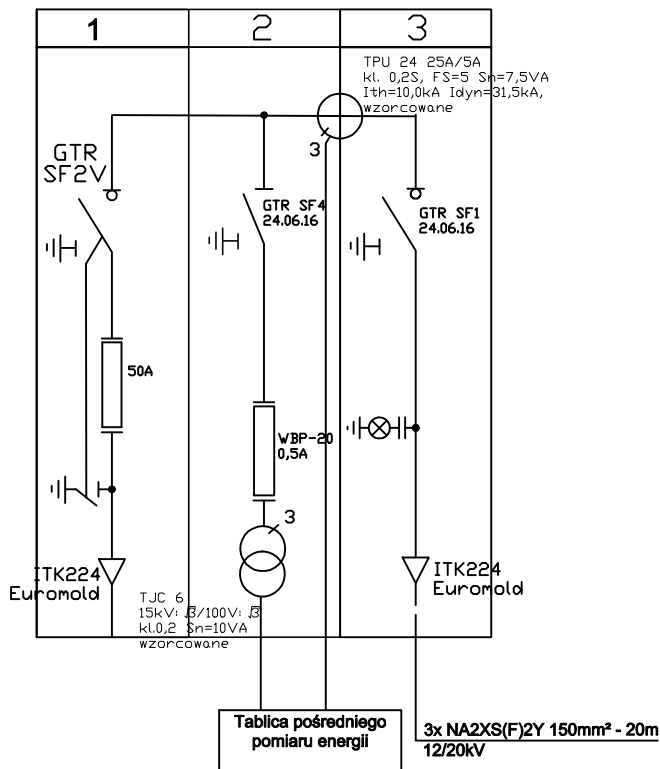 1
2
3
TPU 24 25A/5A
kl. 0,2S, FS=5 Sn=7,5VA
Ith=10,0kA Idyn=31,5kA,
wzorcowane
3
GTR
SF2V
GTR SF4
24.06.16
GTR SF1
24.06.16
50A
WBP-20
0,5A
3
ITK224
Euromold
ITK224
Euromold
TJC 6
15kV: √3/100V: √3
kl.0,2 Sn=10VA
wzorcowane
Tablica pośredniego
pomiaru energii
3x NA2XS(F)2Y 150mm² - 20m
12/20kV